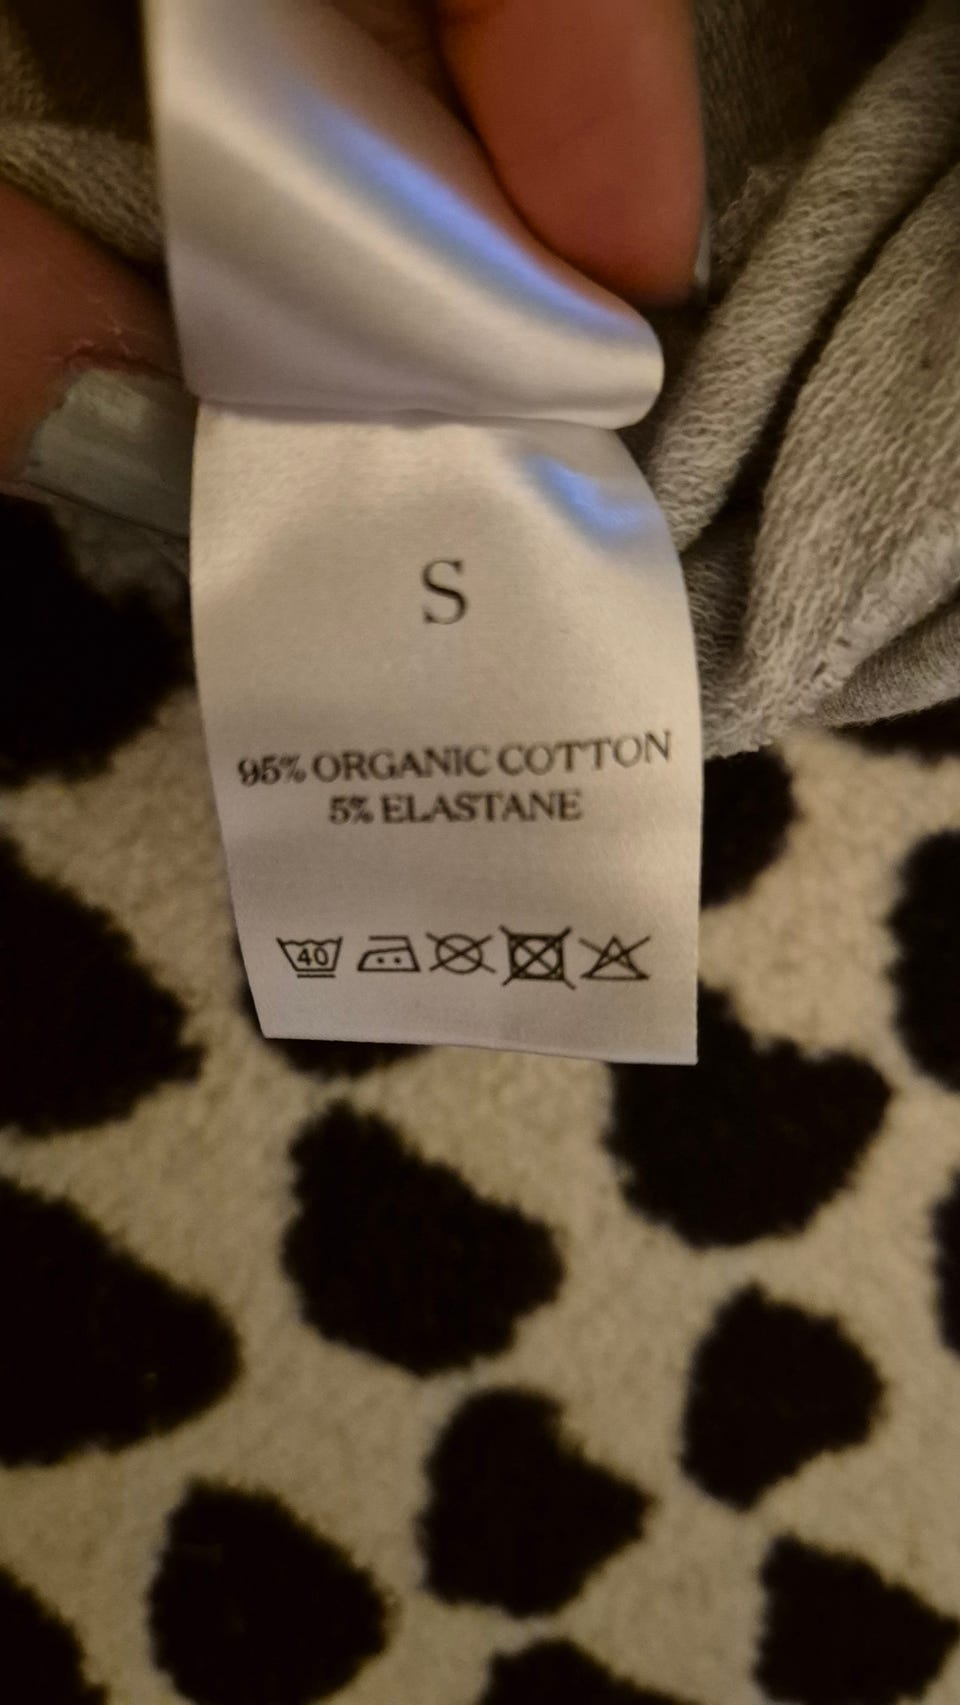 S
95% ORGANIC COTTON
5% ELASTANE
40